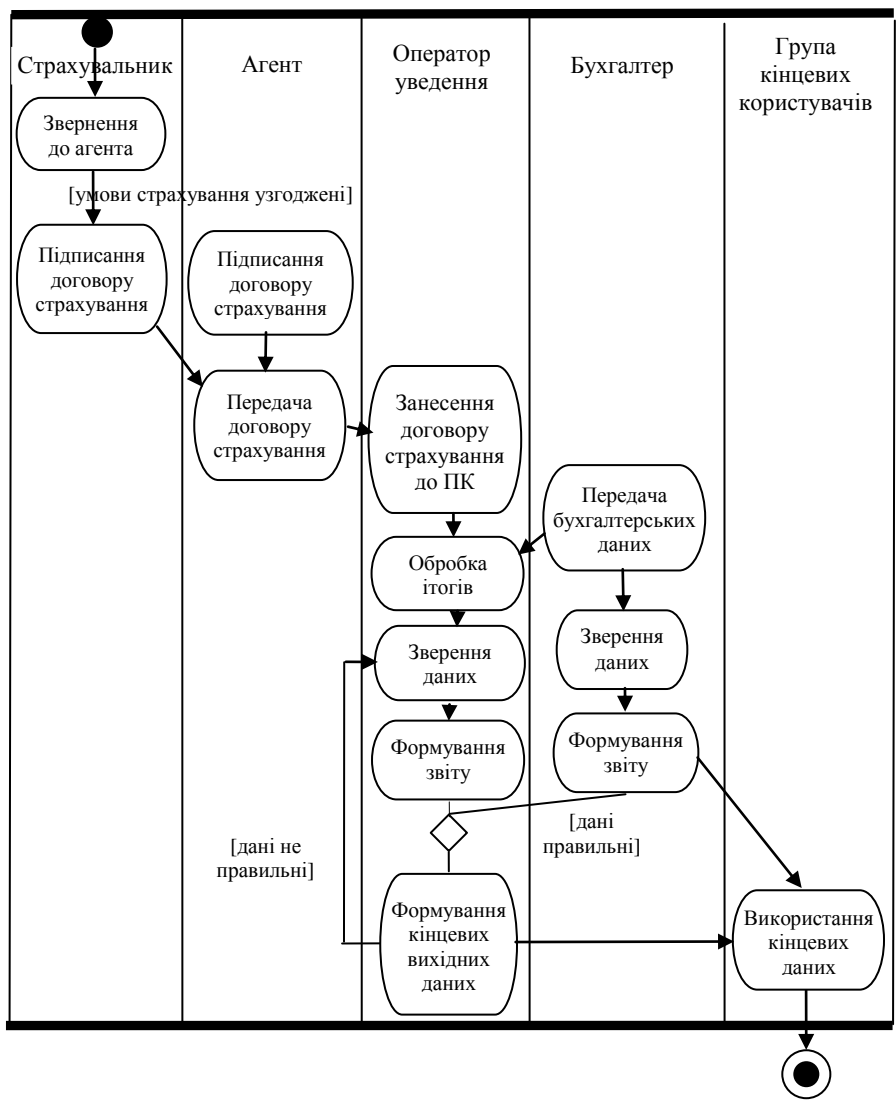 Страхувальник
Агент
Оператор
уведення
Бухгалтер
Група
кінцевих
користувачів
Звернення
до агента
[умови страхування узгоджені]
Підписання
договору
страхування
Підписання
договору
страхування
Передача
договору
страхування
Занесення
договору
страхування
до ПК
Передача
бухгалтерських
даних
Обробка
ітогів
Зверення
даних
Зверення
даних
Формування
звіту
Формування
звіту
[дані не
правильні]
[дані
правильні]
Формування
кінцевих
вихідних
даних
Використання
кінцевих
даних